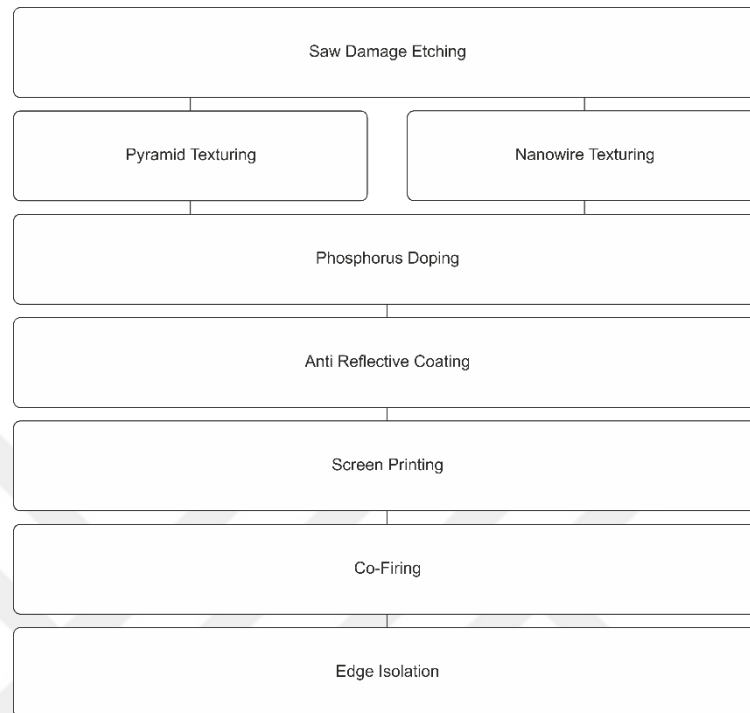 Saw Damage Etching
Pyramid Texturing
Nanowire Texturing
Phosphorus Doping
Anti Reflective Coating
Screen Printing
Co-Firing
Edge Isolation